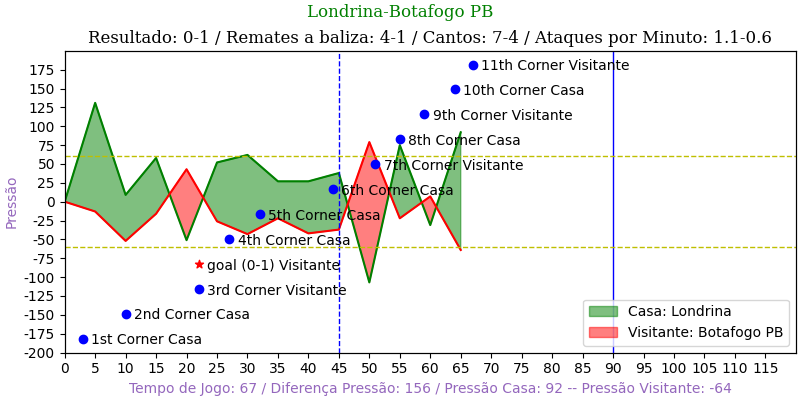 Londrina-Botafogo PB
Resultado: 0-1 / Remates a baliza: 4-1 / Cantos: 7-4 / Ataques por Minuto: 1.1-0.6
Pressão
175
150
125
100
75
50
25
0
-25
-50
-75
-100
-125
-150
-175
-200
11th Corner Visitante
10th Corner Casa
9th Corner Visitante
8th Corner Casa
7th Corner Visitante
6th Corner Casa
5th Corner Casa
4th Corner Casa
goal (0-1) Visitante
3rd Corner Visitante
2nd Corner Casa
1st Corner Casa
Casa: Londrina
Visitante: Botafogo PB
0 5 10 15 20 25 30 35 40 45 50 55 60 65 70 75 80 85 90 95 100 105 110 115
Tempo de Jogo: 67 / Diferença Pressão: 156 / Pressão Casa: 92 -- Pressão Visitante: -64